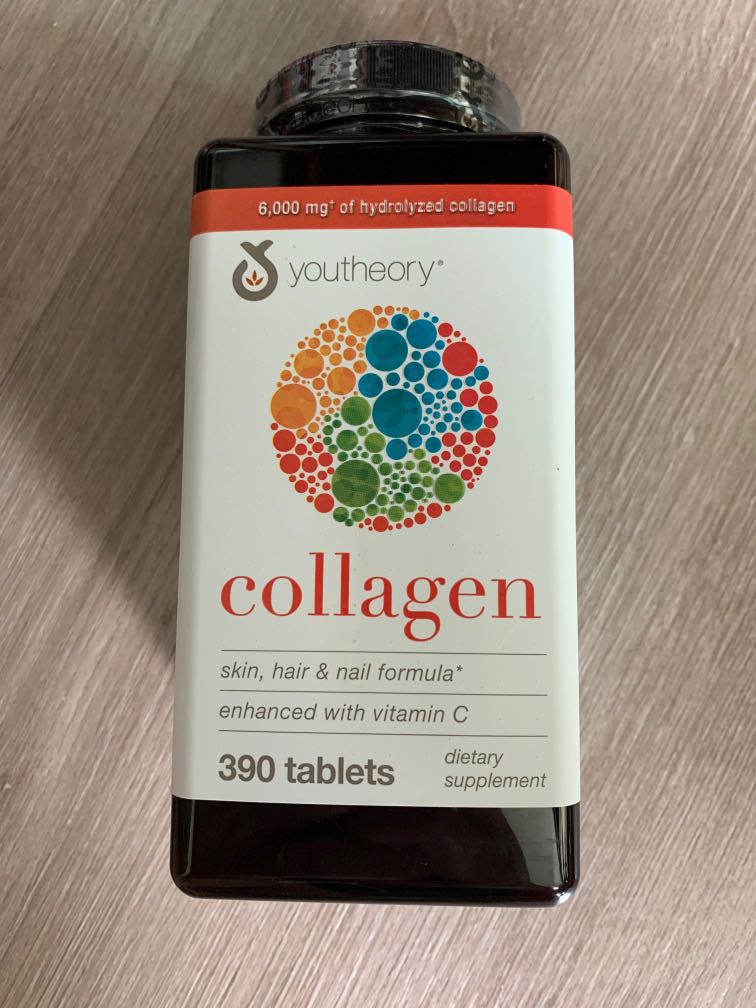 6,000 mg† of hydrolyzed collagen
youtheory®
collagen
skin, hair & nail formula*
enhanced with vitamin C
390 tablets
dietary
supplement